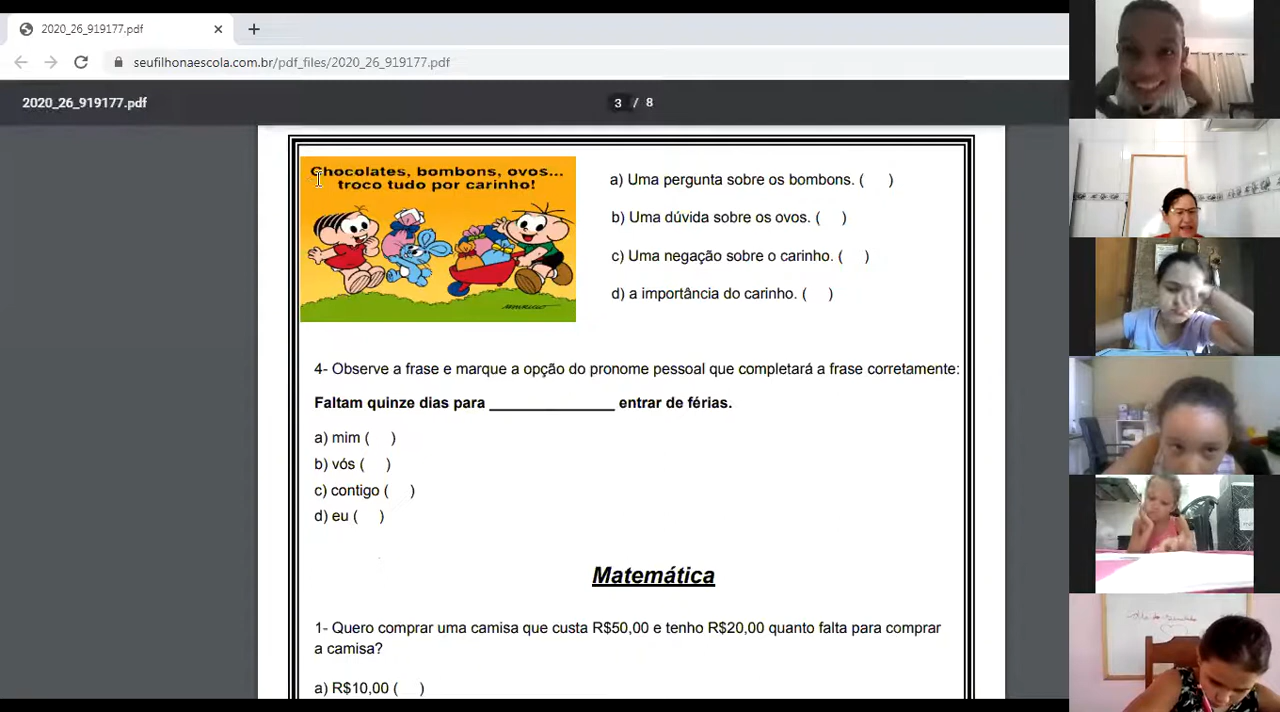 2020_26_919177.pdf
seufilhonaescola.com.br/pdf_files/2020_26_919177.pdf
2020_26_919177.pdf
3 / 8
Chocolates, bombons, ovos...
troco tudo por carinho!
a) Uma pergunta sobre os bombons. ( )
b) Uma dúvida sobre os ovos. ( )
c) Uma negação sobre o carinho. ( )
d) a importância do carinho. ( )
4- Observe a frase e marque a opção do pronome pessoal que completará a frase corretamente:
Faltam quinze dias para ______________ entrar de férias.
a) mim ( )
b) vós ( )
c) contigo ( )
d) eu ( )
Matemática
1- Quero comprar uma camisa que custa R$50,00 e tenho R$20,00 quanto falta para comprar
a camisa?
a) R$10,00 ( )